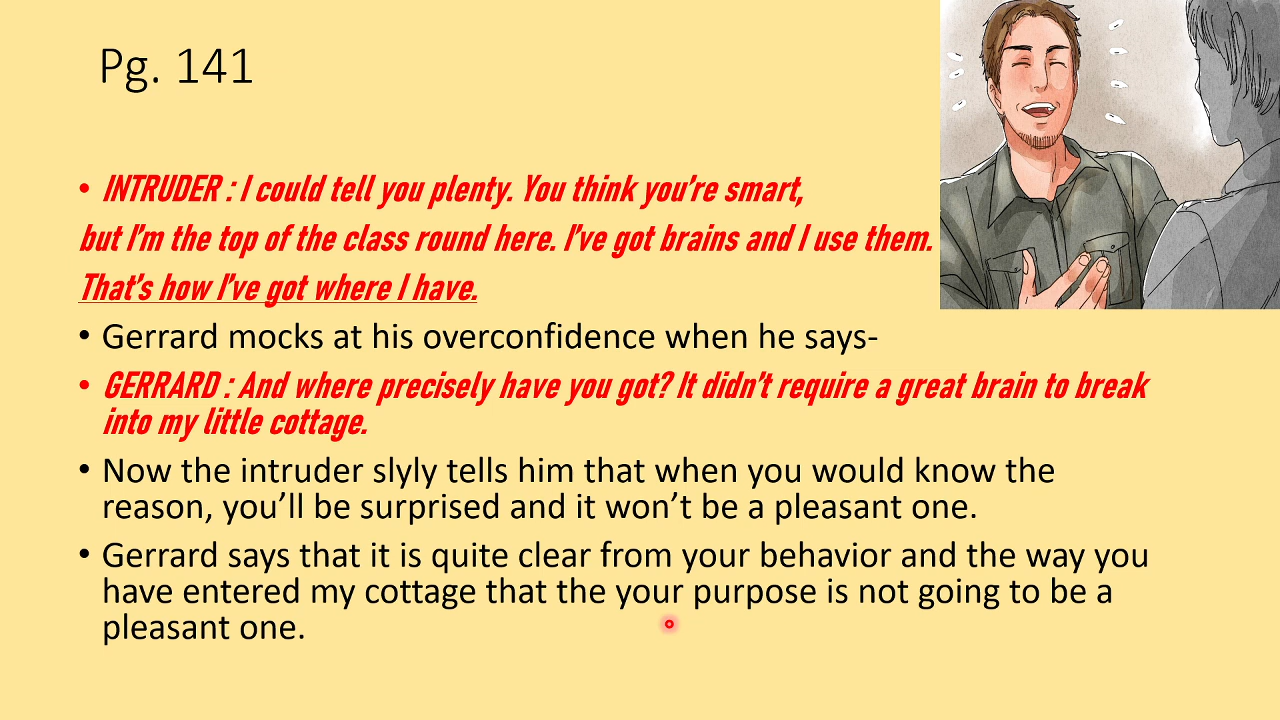 Pg. 141
• INTRUDER : I could tell you plenty. You think you’re smart,
but I’m the top of the class round here. I’ve got brains and I use them.
That’s how I’ve got where I have.
• Gerrard mocks at his overconfidence when he says-
• GERRARD : And where precisely have you got? It didn’t require a great brain to break
into my little cottage.
• Now the intruder slyly tells him that when you would know the
reason, you’ll be surprised and it won’t be a pleasant one.
• Gerrard says that it is quite clear from your behavior and the way you
have entered my cottage that the your purpose is not going to be a
pleasant one.